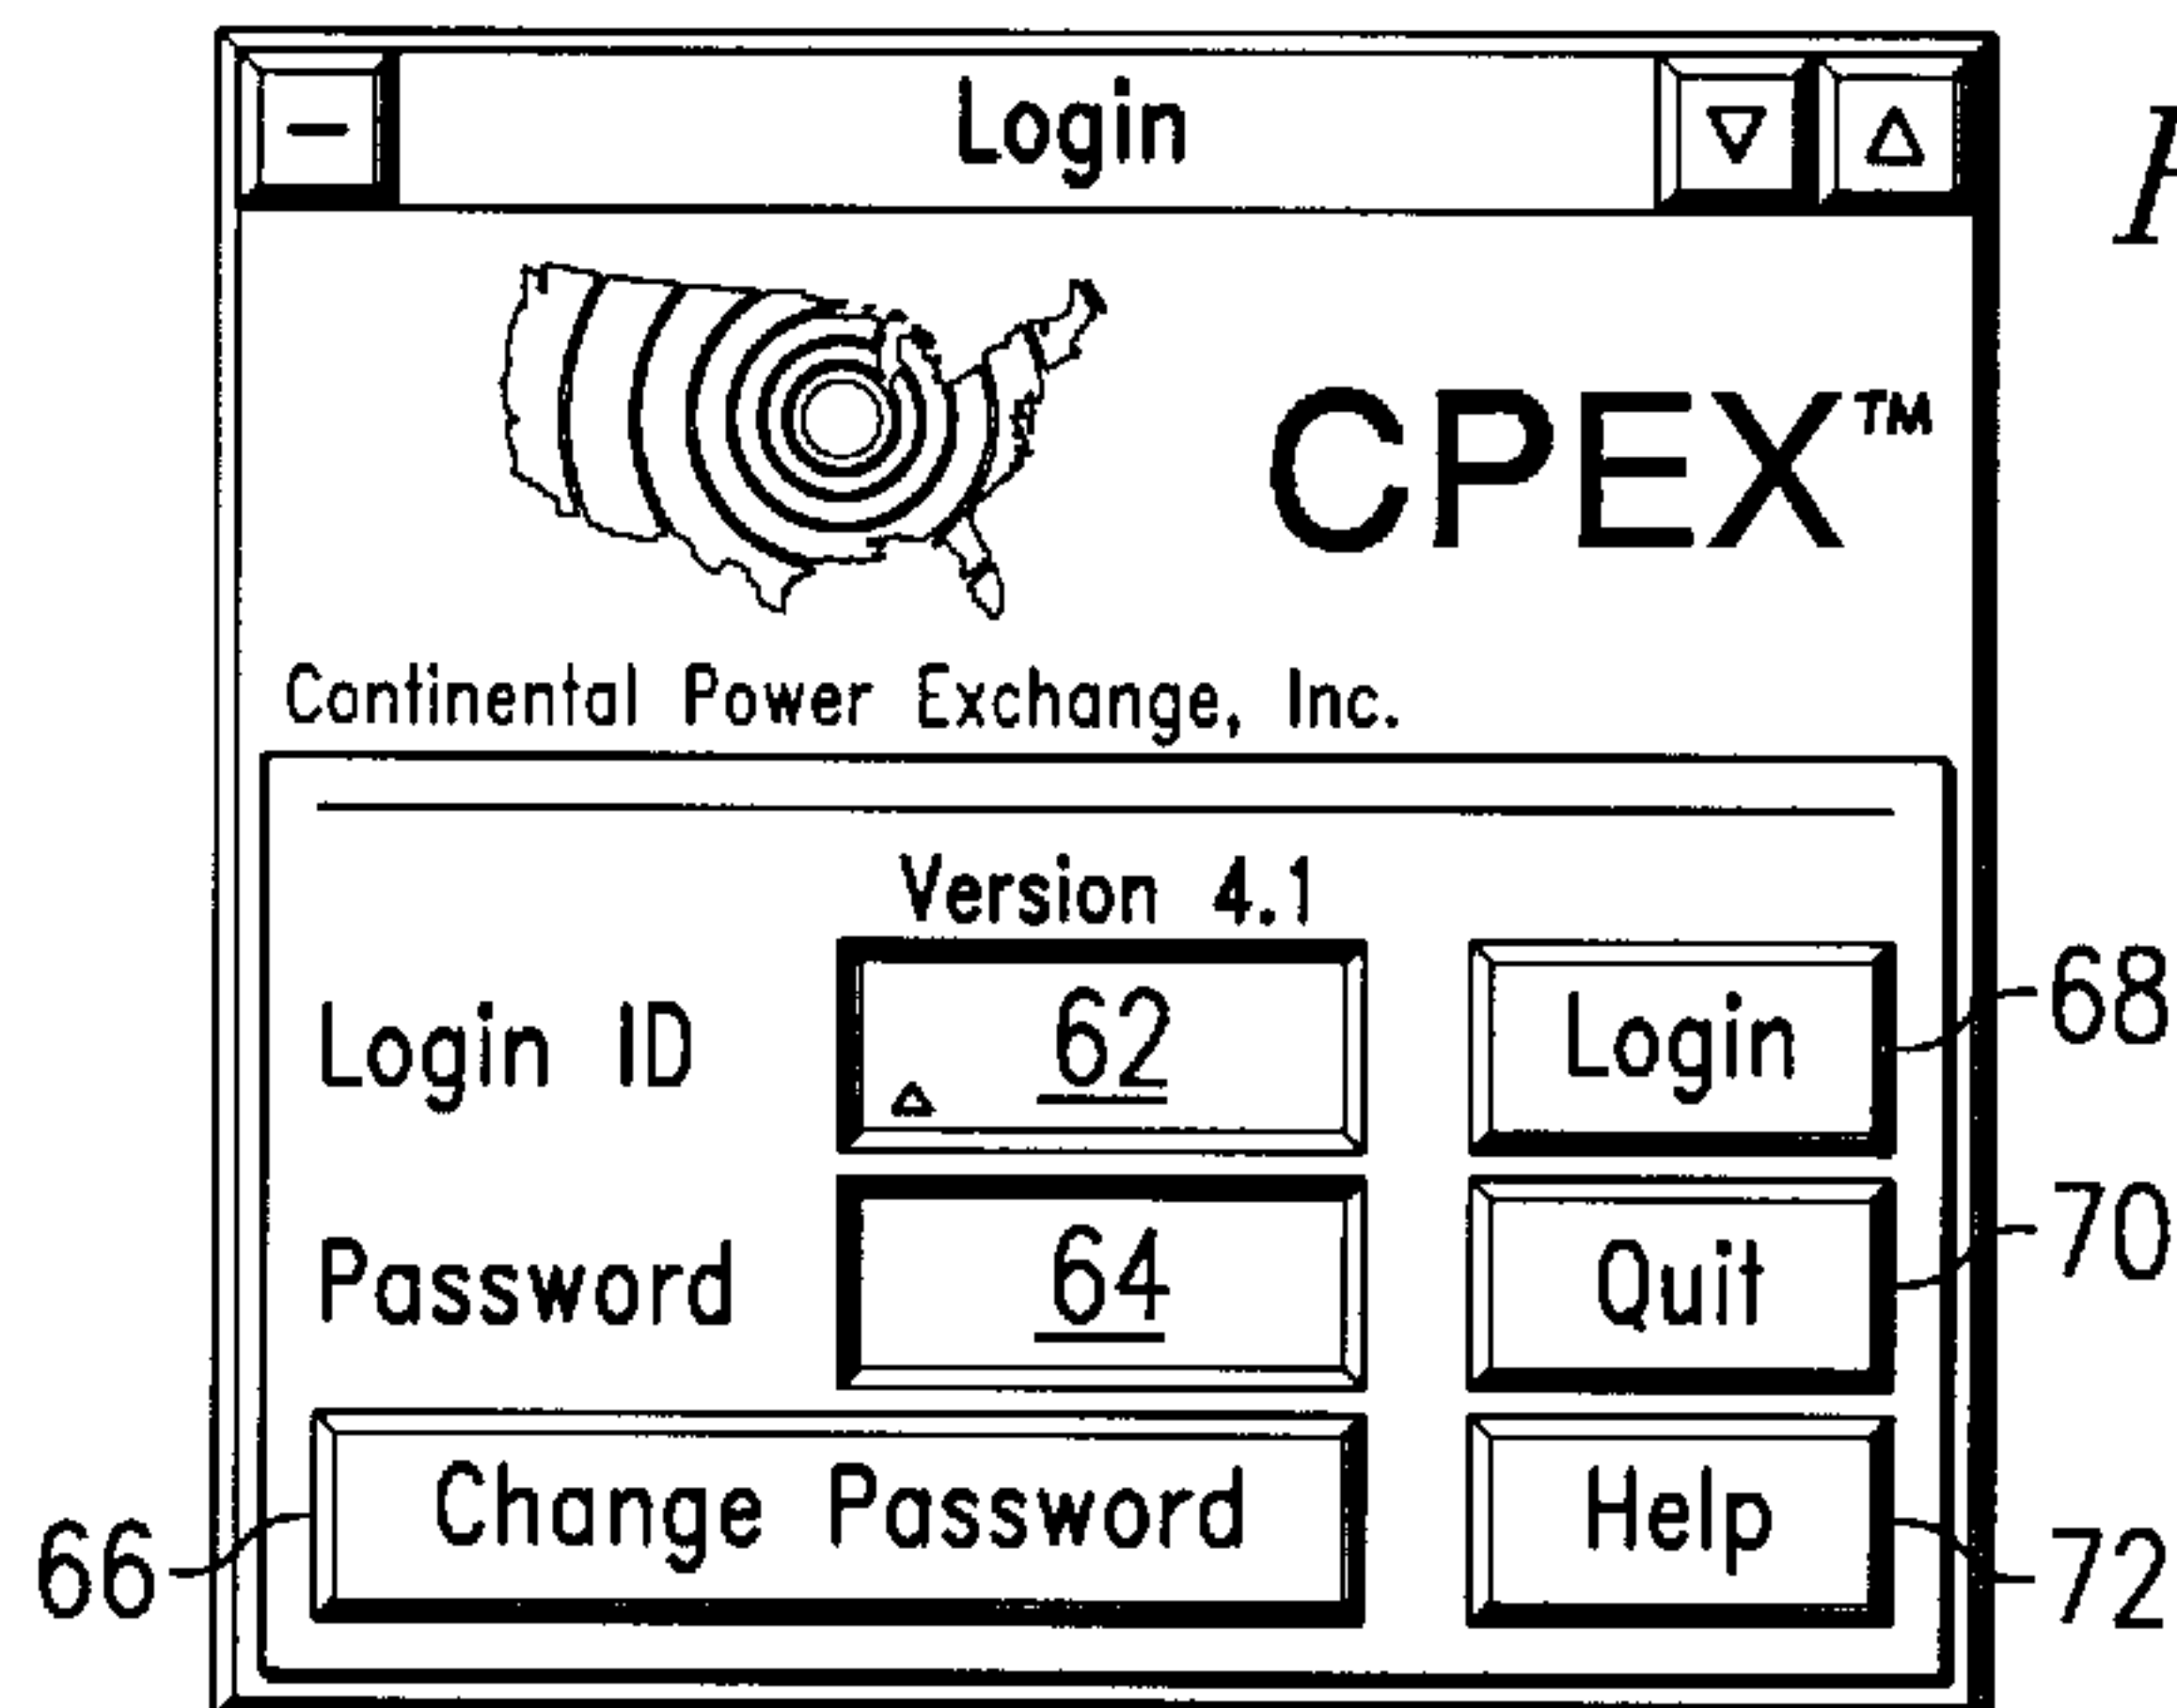 Login
CPEX™
Continental Power Exchange, Inc.
Version 4.1
Login ID 62 Login 68
Password 64 Quit 70
66 Change Password Help 72